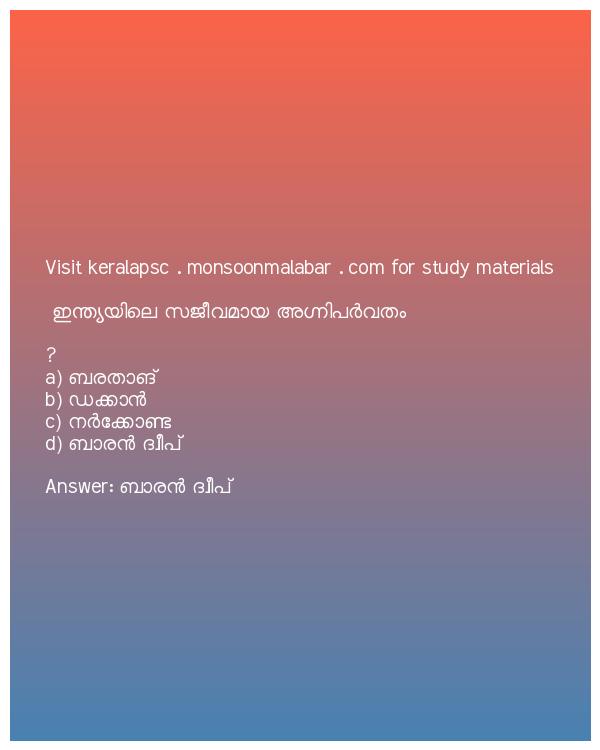 Visit keralapsc . monsoonmalabar . com for study materials
ഇന്ത്യയിലെ സജീവമായ അഗ്നിപർവതം
?
a) ബരതാങ്
b) ഡക്കാൻ
c) നർക്കോണ്ട
d) ബാരൻ ദ്വീപ്
Answer: ബാരൻ ദ്വീപ്